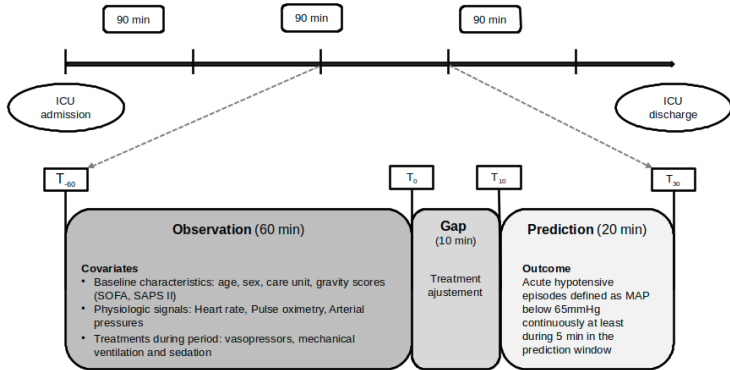 90 min
90 min
90 min
ICU
admission
ICU
discharge
T-60
T0
T10
T30
Observation (60 min)
Covariates
• Baseline characteristics: age, sex, care unit, gravity scores
(SOFA, SAPS II)
• Physiologic signals: Heart rate, Pulse oximetry, Arterial
pressures
• Treatments during period: vasopressors, mechanical
ventilation and sedation
Gap
(10 min)
Treatment
ajustement
Prediction (20 min)
Outcome
Acute hypotensive
episodes defined as MAP
below 65mmHg
continuously at least
during 5 min in the
prediction window